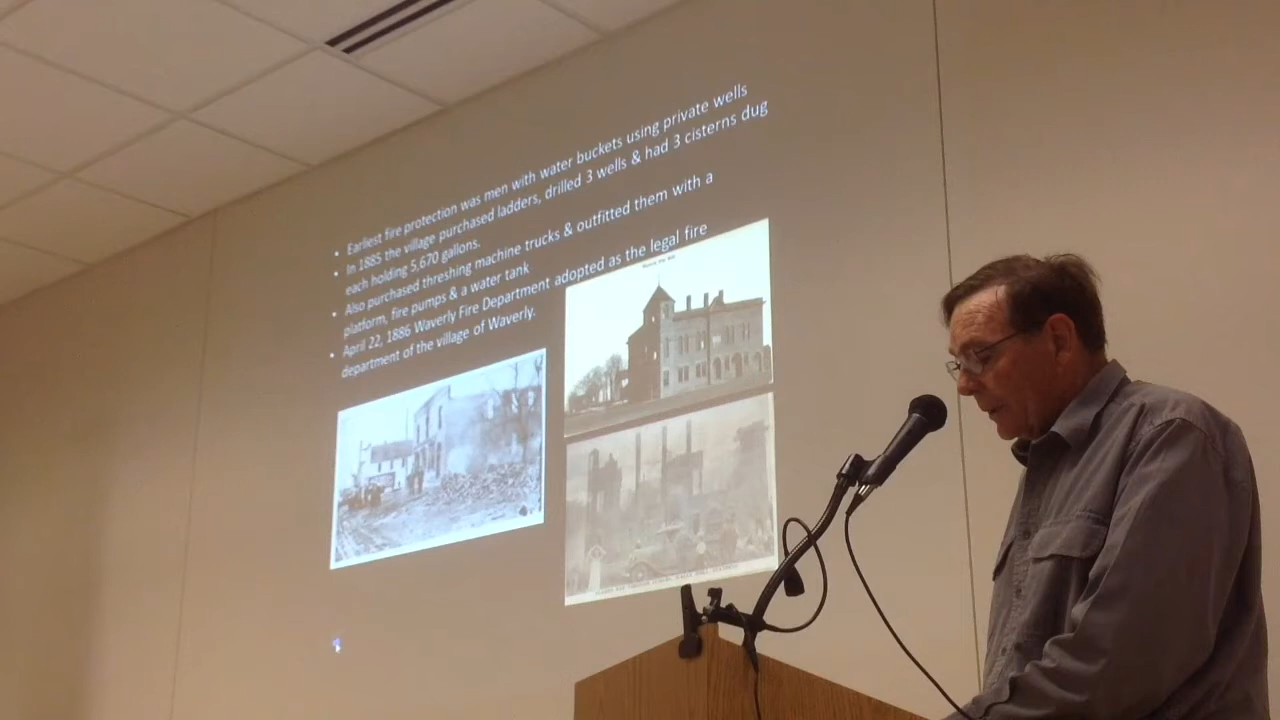 • Earliest fire protection was men with water buckets using private wells
• In 1885 the village purchased ladders, drilled 3 wells & had 3 cisterns dug
each holding 5,670 gallons.
• Also purchased threshing machine trucks & outfitted them with a
platform, fire pumps & a water tank
• April 22, 1886 Waverly Fire Department adopted as the legal fire
department of the village of Waverly.